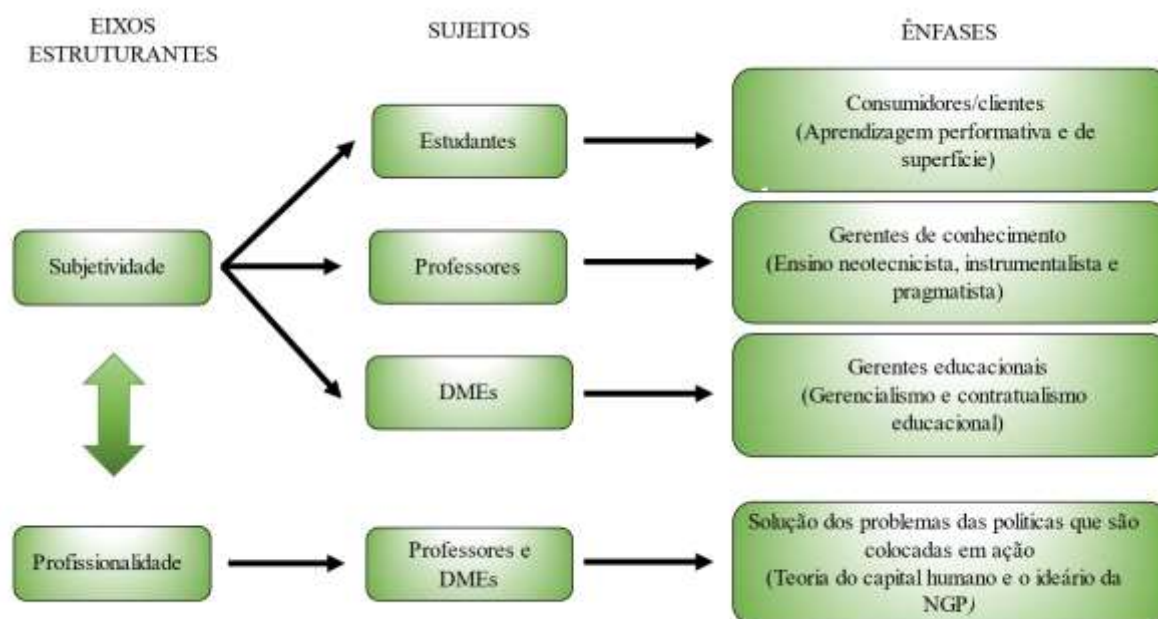 EIXOS
ESTRUTURANTES
SUJEITOS
ÊNFASES
Estudantes
Consumidores/clientes
(Aprendizagem performativa e de
superfície)
Subjetividade
Professores
Gerentes de conhecimento
(Ensino neotecnicista, instrumentalista e
pragmatista)
DMEs
Gerentes educacionais
(Gerencialismo e contratualismo
educacional)
Profissionalidade
Professores e
DMEs
Solução dos problemas das políticas que são
colocadas em ação
(Teoria do capital humano e o ideário da
NGP)